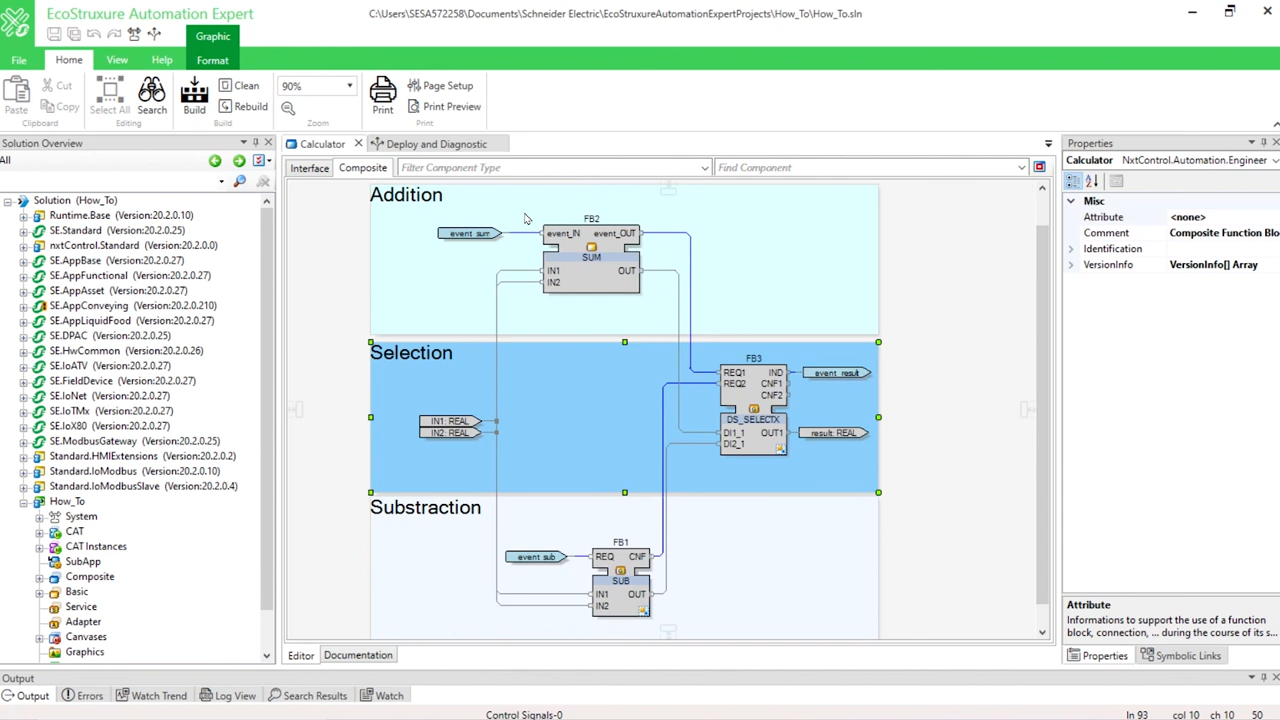 EcoStruxure Automation Expert
C:\Users\SESA572258\Documents\Schneider Electric\EcoStruxureAutomationExpertProjects\How_To\How_To.sln
Graphic
File Home View Help Format
Paste Cut Copy Select All Search Build Clean Rebuild 90% Print Page Setup Print Preview
Clipboard Editing Build Zoom Print
Solution Overview
All
Solution (How_To)
Runtime.Base (Version:20.2.0.10)
SE.Standard (Version:20.2.0.25)
nxtControl.Standard (Version:20.2.0.0)
SE.AppBase (Version:20.2.0.27)
SE.AppFunctional (Version:20.2.0.27)
SE.AppAsset (Version:20.2.0.27)
SE.AppConveying (Version:20.2.0.210)
SE.AppLiquidFood (Version:20.2.0.27)
SE.DPAC (Version:20.2.0.25)
SE.HwCommon (Version:20.2.0.26)
SE.IoATV (Version:20.2.0.27)
SE.FieldDevice (Version:20.2.0.27)
SE.IoNet (Version:20.2.0.27)
SE.IoTMx (Version:20.2.0.27)
SE.IoX80 (Version:20.2.0.27)
SE.ModbusGateway (Version:20.2.0.25)
Standard.HMIExtensions (Version:20.2.0.2)
Standard.IoModbus (Version:20.2.0.10)
Standard.IoModbusSlave (Version:20.2.0.4)
How_To
System
CAT
CAT Instances
SubApp
Composite
Basic
Service
Adapter
Canvases
Graphics
Calculator Deploy and Diagnostic
Interface Composite Filter Component Type Find Component
Addition
FB2
event_sum event_IN event_OUT
SUM
IN1 OUT
IN2
Selection
FB3
REQ1 IND event_result
REQ2 CNF1
CNF2
DS_SELECTX
IN1: REAL
IN2: REAL
DI1_1 OUT1 result: REAL
DI2_1
Substraction
FB1
event sub REQ CNF
SUB
IN1 OUT
IN2
Editor Documentation
Properties
Calculator NxtControl.Automation.Engineer
Misc
Attribute <none>
Comment Composite Function Blo
Identification
VersionInfo VersionInfo[] Array
Attribute
Informations to support the use of a function
block, connection, ... during the course of its s...
Properties Symbolic Links
Output
Output Errors Watch Trend Log View Search Results Watch
Control Signals-0 ln 93 col 10 ch 10 50